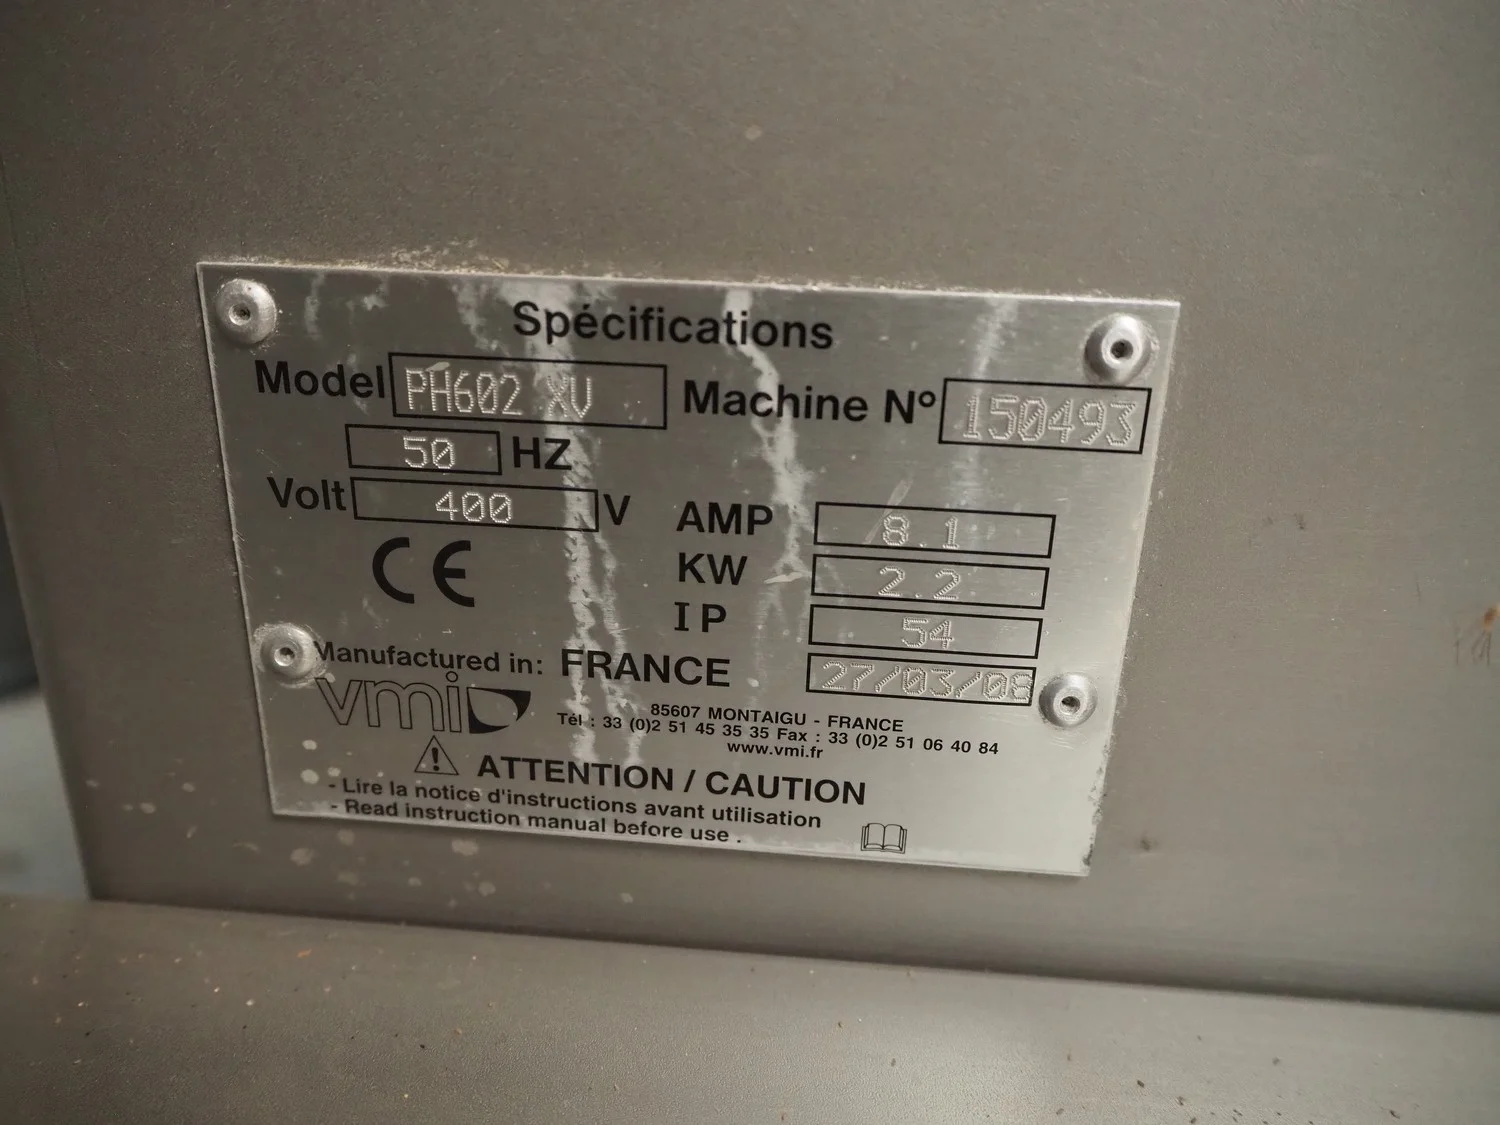 Spécifications
Model PH602 XV Machine N° 150493
50 HZ
Volt 400 V AMP 8.1
KW 2.2
IP 54
CE
Manufactured in: FRANCE 27/03/08
vmi
85607 MONTAIGU - FRANCE
Tél : 33 (0)2 51 45 35 35 Fax : 33 (0)2 51 06 40 84
www.vmi.fr
ATTENTION / CAUTION
- Lire la notice d'instructions avant utilisation
- Read instruction manual before use .